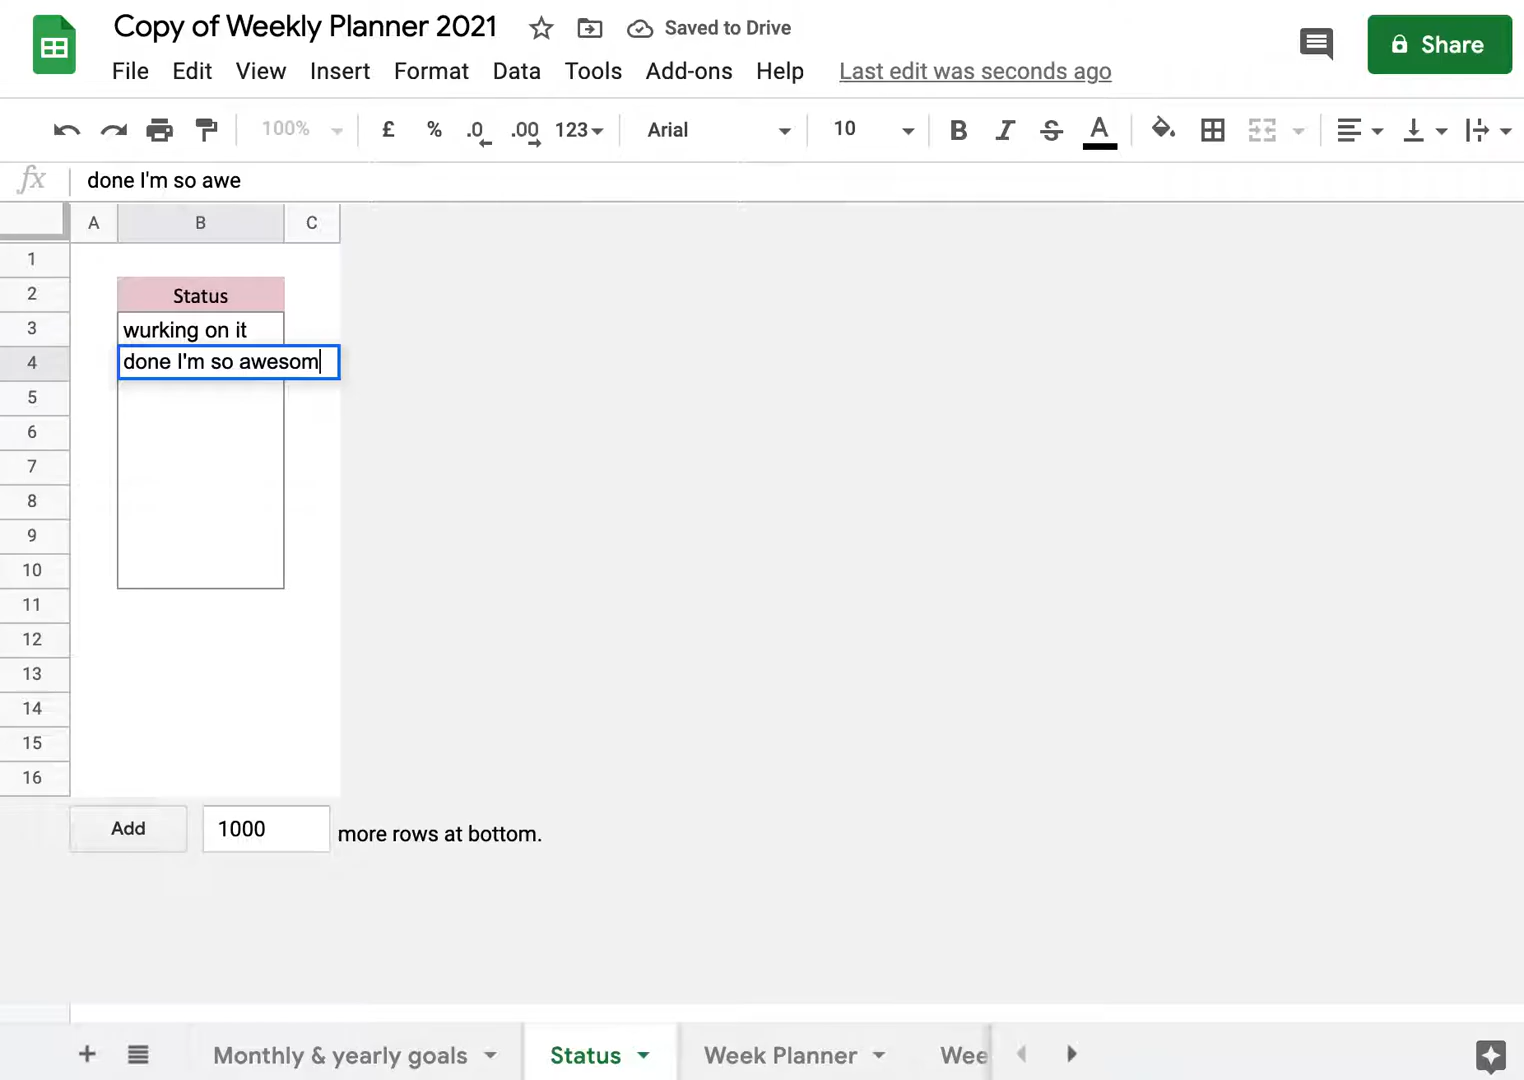 Copy of Weekly Planner 2021
Saved to Drive
Share
File Edit View Insert Format Data Tools Add-ons Help Last edit was seconds ago
100% £ % .0 .00 123 Arial 10 B I S A
fx done I'm so awe
A B C
1
2 Status
3 wurking on it
4 done I'm so awesom
5
6
7
8
9
10
11
12
13
14
15
16
Add 1000 more rows at bottom.
+ Monthly & yearly goals Status Week Planner Wee